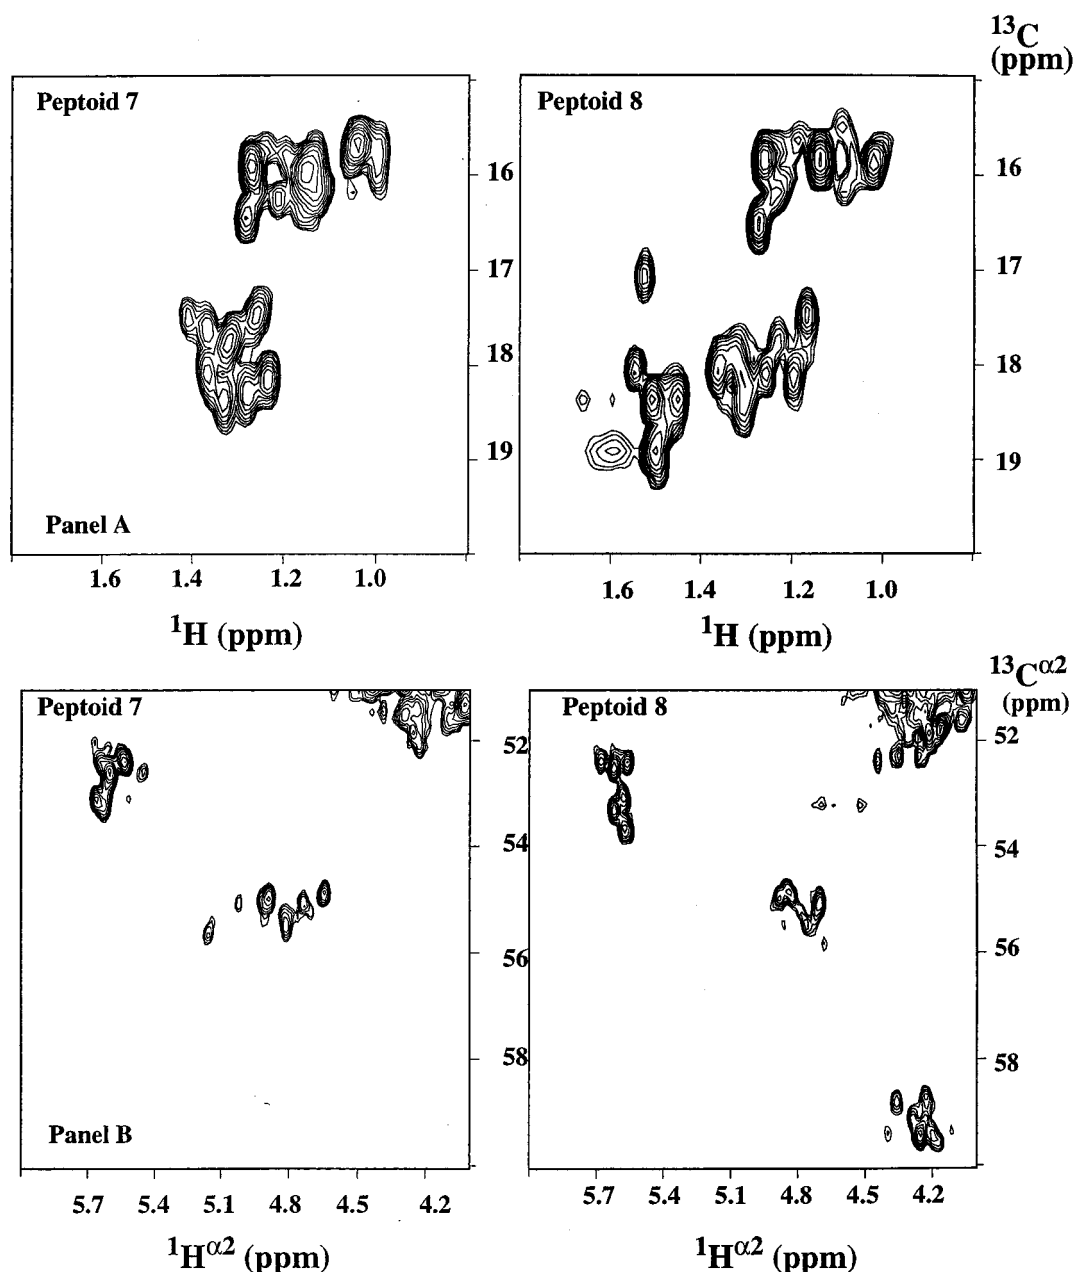 ¹³C
(ppm)
Peptoid 7
Peptoid 8
16
17
18
19
16
17
18
19
Panel A
1.6 1.4 1.2 1.0
1.6 1.4 1.2 1.0
¹H (ppm)
¹H (ppm)
¹³Cα2
(ppm)
Peptoid 7
Peptoid 8
52
54
56
58
52
54
56
58
Panel B
5.7 5.4 5.1 4.8 4.5 4.2
5.7 5.4 5.1 4.8 4.5 4.2
¹Hα2 (ppm)
¹Hα2 (ppm)